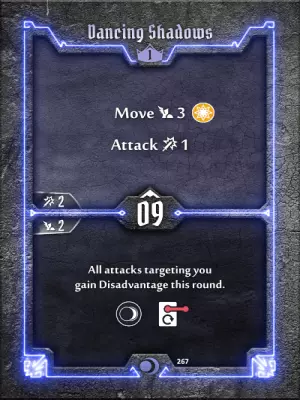 Dancing Shadows
1
Move 3
Attack 1
2
2
09
All attacks targeting you
gain Disadvantage this round.
267